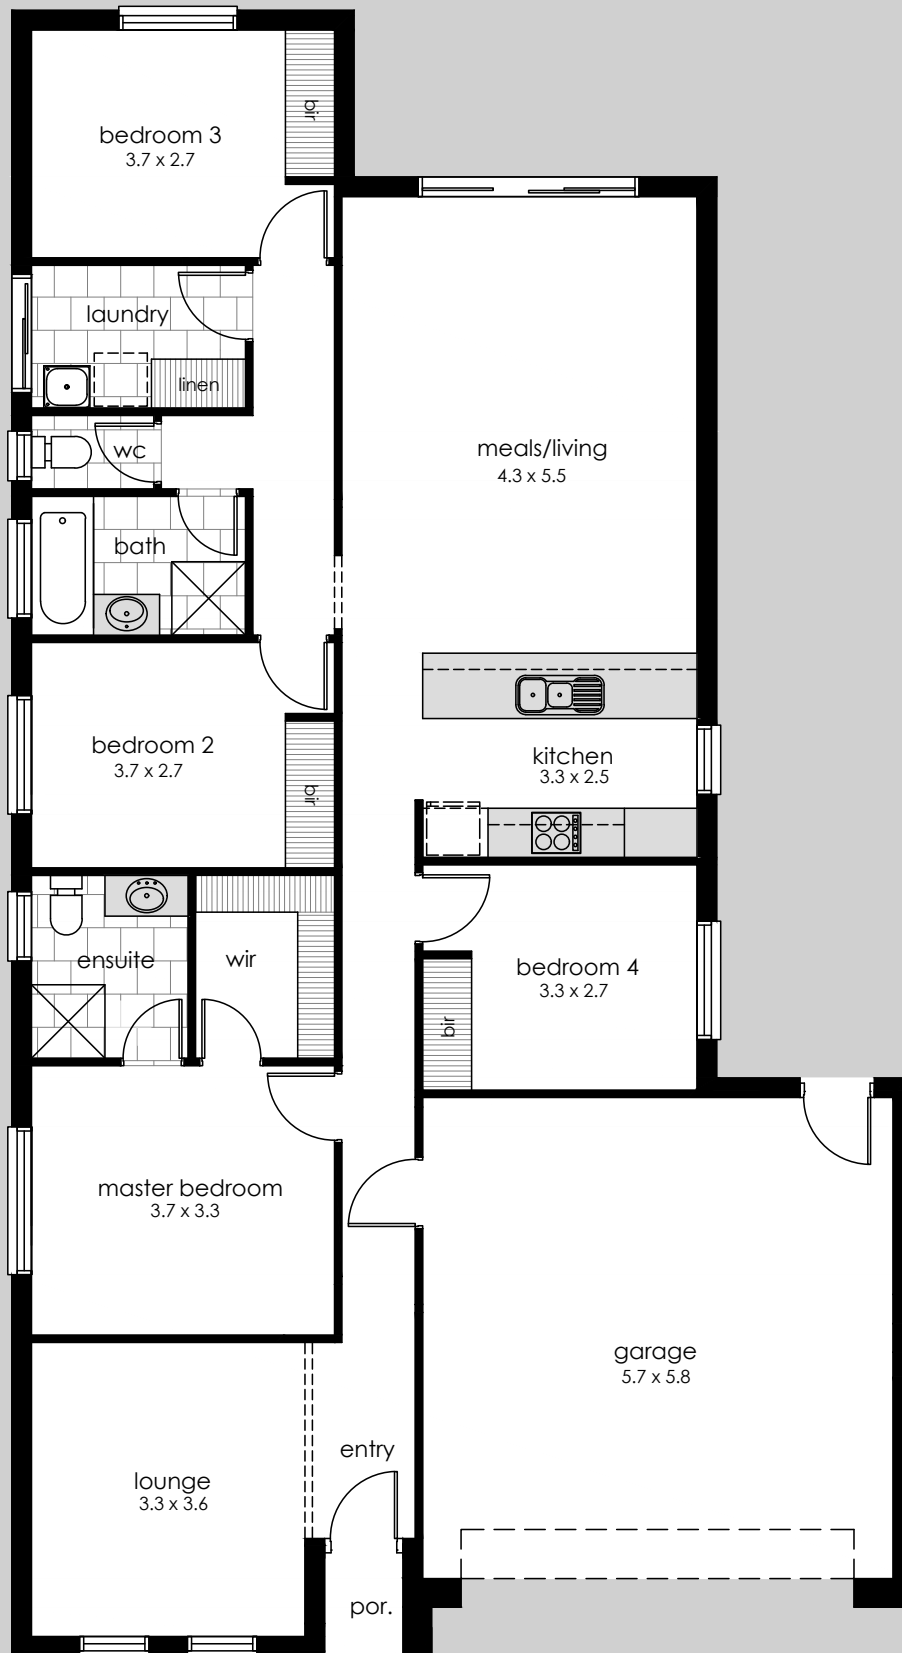 bir
bedroom 3
3.7 x 2.7
laundry
linen
wc
meals/living
4.3 x 5.5
bath
bedroom 2
3.7 x 2.7
bir
kitchen
3.3 x 2.5
ensuite
wir
bedroom 4
3.3 x 2.7
bir
master bedroom
3.7 x 3.3
garage
5.7 x 5.8
entry
lounge
3.3 x 3.6
por.